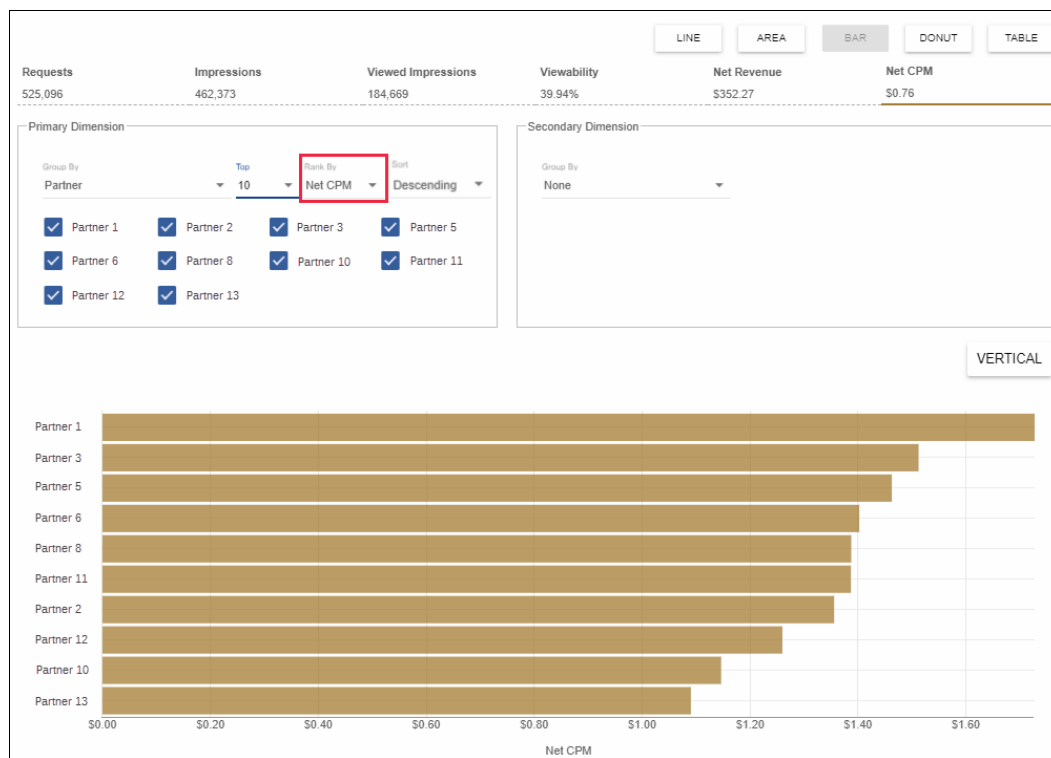 LINE AREA BAR DONUT TABLE
Requests Impressions Viewed Impressions Viewability Net Revenue Net CPM
525,096 462,373 184,669 39.94% $352.27 $0.76
Primary Dimension Secondary Dimension
Group By Top Rank By Sort Group By
Partner 10 Net CPM Descending None
Partner 1 Partner 2 Partner 3 Partner 5
Partner 6 Partner 8 Partner 10 Partner 11
Partner 12 Partner 13
VERTICAL
Partner 1
Partner 3
Partner 5
Partner 6
Partner 8
Partner 11
Partner 2
Partner 12
Partner 10
Partner 13
$0.00 $0.20 $0.40 $0.60 $0.80 $1.00 $1.20 $1.40 $1.60
Net CPM